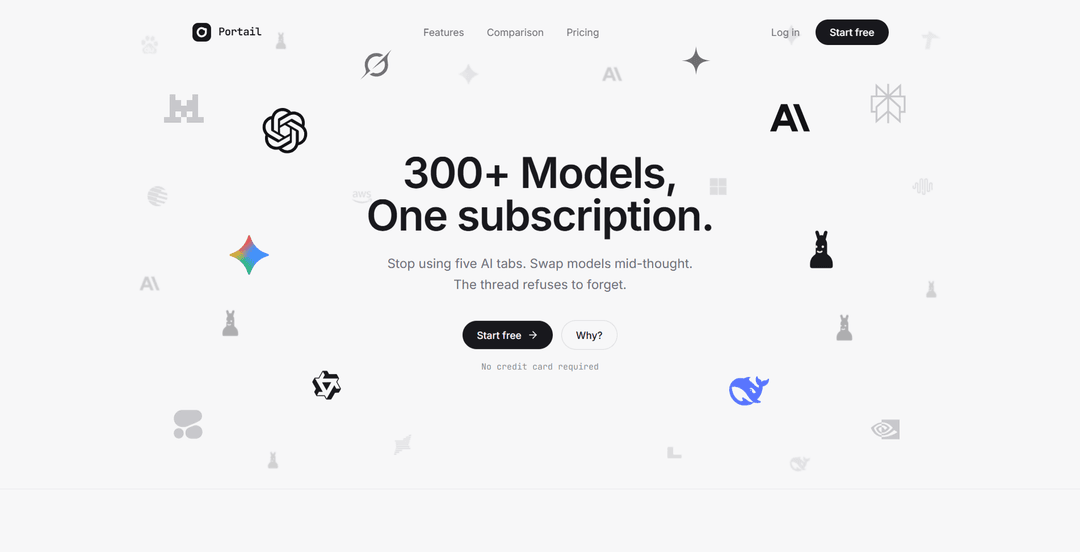 Portail
Features
Comparison
Pricing
Log in
Start free
300+ Models,
One subscription.
Stop using five AI tabs. Swap models mid-thought.
The thread refuses to forget.
Start free →
Why?
No credit card required
aws